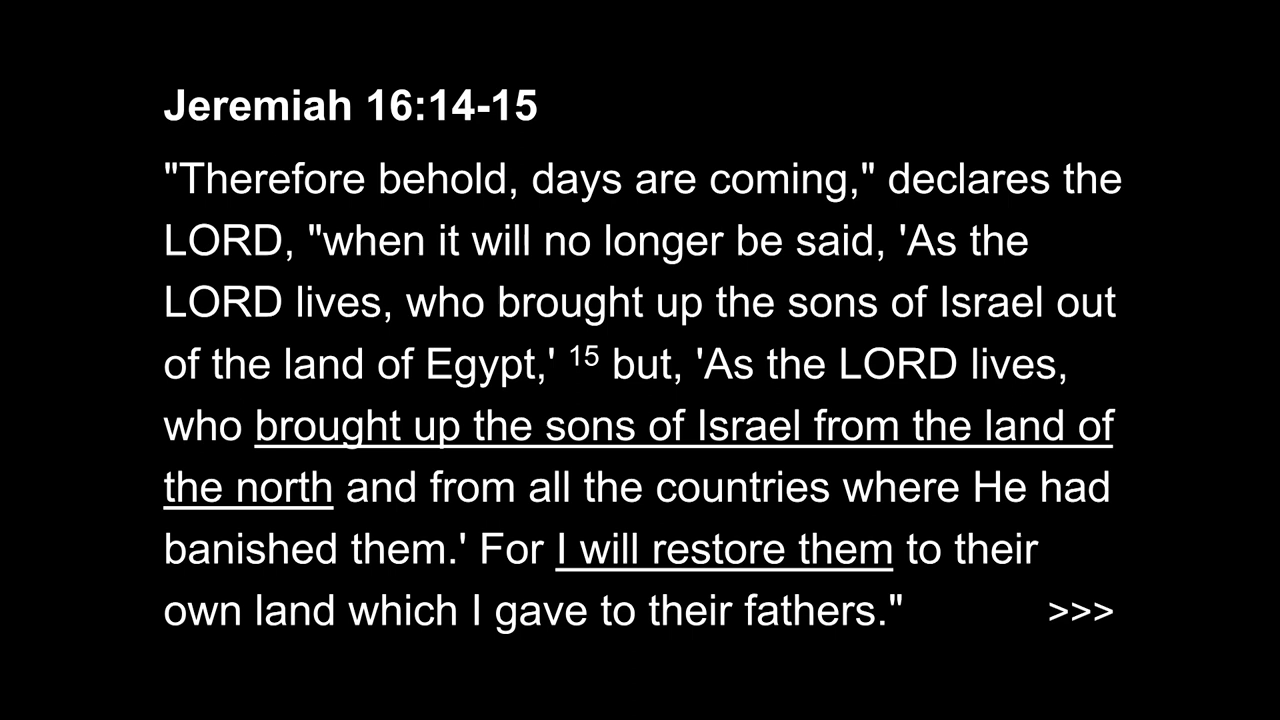 Jeremiah 16:14-15
"Therefore behold, days are coming," declares the
LORD, "when it will no longer be said, 'As the
LORD lives, who brought up the sons of Israel out
of the land of Egypt,' 15 but, 'As the LORD lives,
who brought up the sons of Israel from the land of
the north and from all the countries where He had
banished them.' For I will restore them to their
own land which I gave to their fathers." >>>